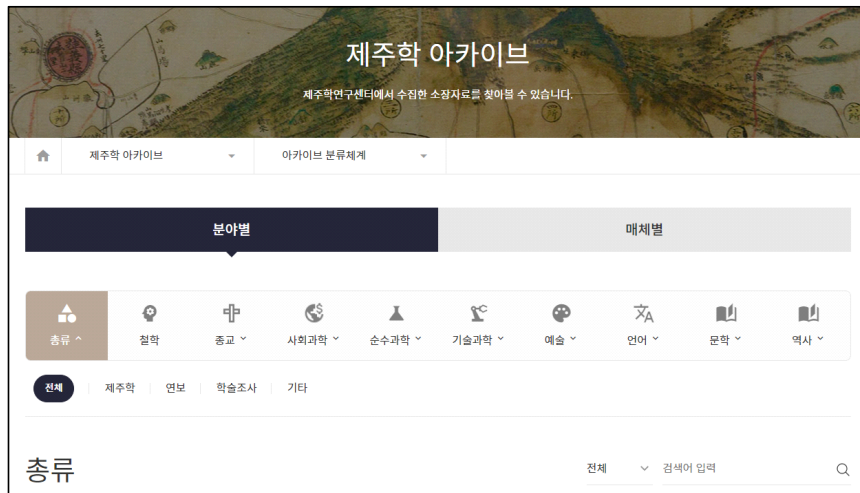 제주학 아카이브
제주학연구센터에서 수집한 소장자료를 찾아볼 수 있습니다.
제주학 아카이브 아카이브 분류체계
분야별 매체별
총류 철학 종교 사회과학 순수과학 기술과학 예술 언어 문학 역사
전체 제주학 연보 학술조사 기타
총류 전체 검색어 입력